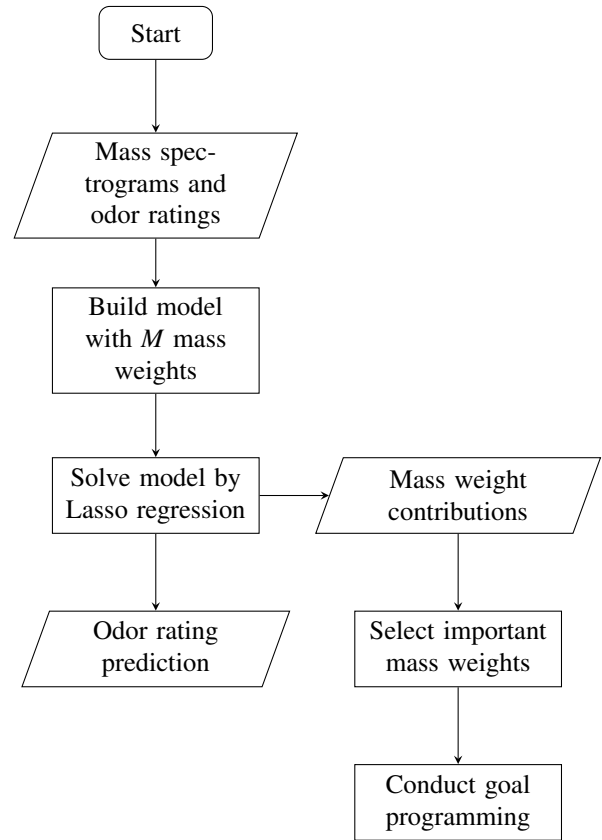 Start
Mass spec-
trograms and
odor ratings
Build model
with M mass
weights
Solve model by
Lasso regression
Mass weight
contributions
Odor rating
prediction
Select important
mass weights
Conduct goal
programming